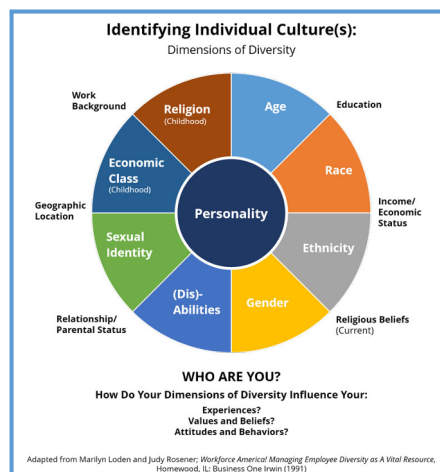 Identifying Individual Culture(s):
Dimensions of Diversity
Work
Background
Religion
(Childhood)
Age
Education
Economic
Class
(Childhood)
Race
Geographic
Location
Personality
Income/
Economic
Status
Sexual
Identity
Ethnicity
(Dis)-
Abilities
Gender
Relationship/
Parental Status
Religious Beliefs
(Current)
WHO ARE YOU?
How Do Your Dimensions of Diversity Influence Your:
Experiences?
Values and Beliefs?
Attitudes and Behaviors?
Adapted from Marilyn Loden and Judy Rosener; Workforce America! Managing Employee Diversity as A Vital Resource,
Homewood, IL: Business One Irwin (1991)